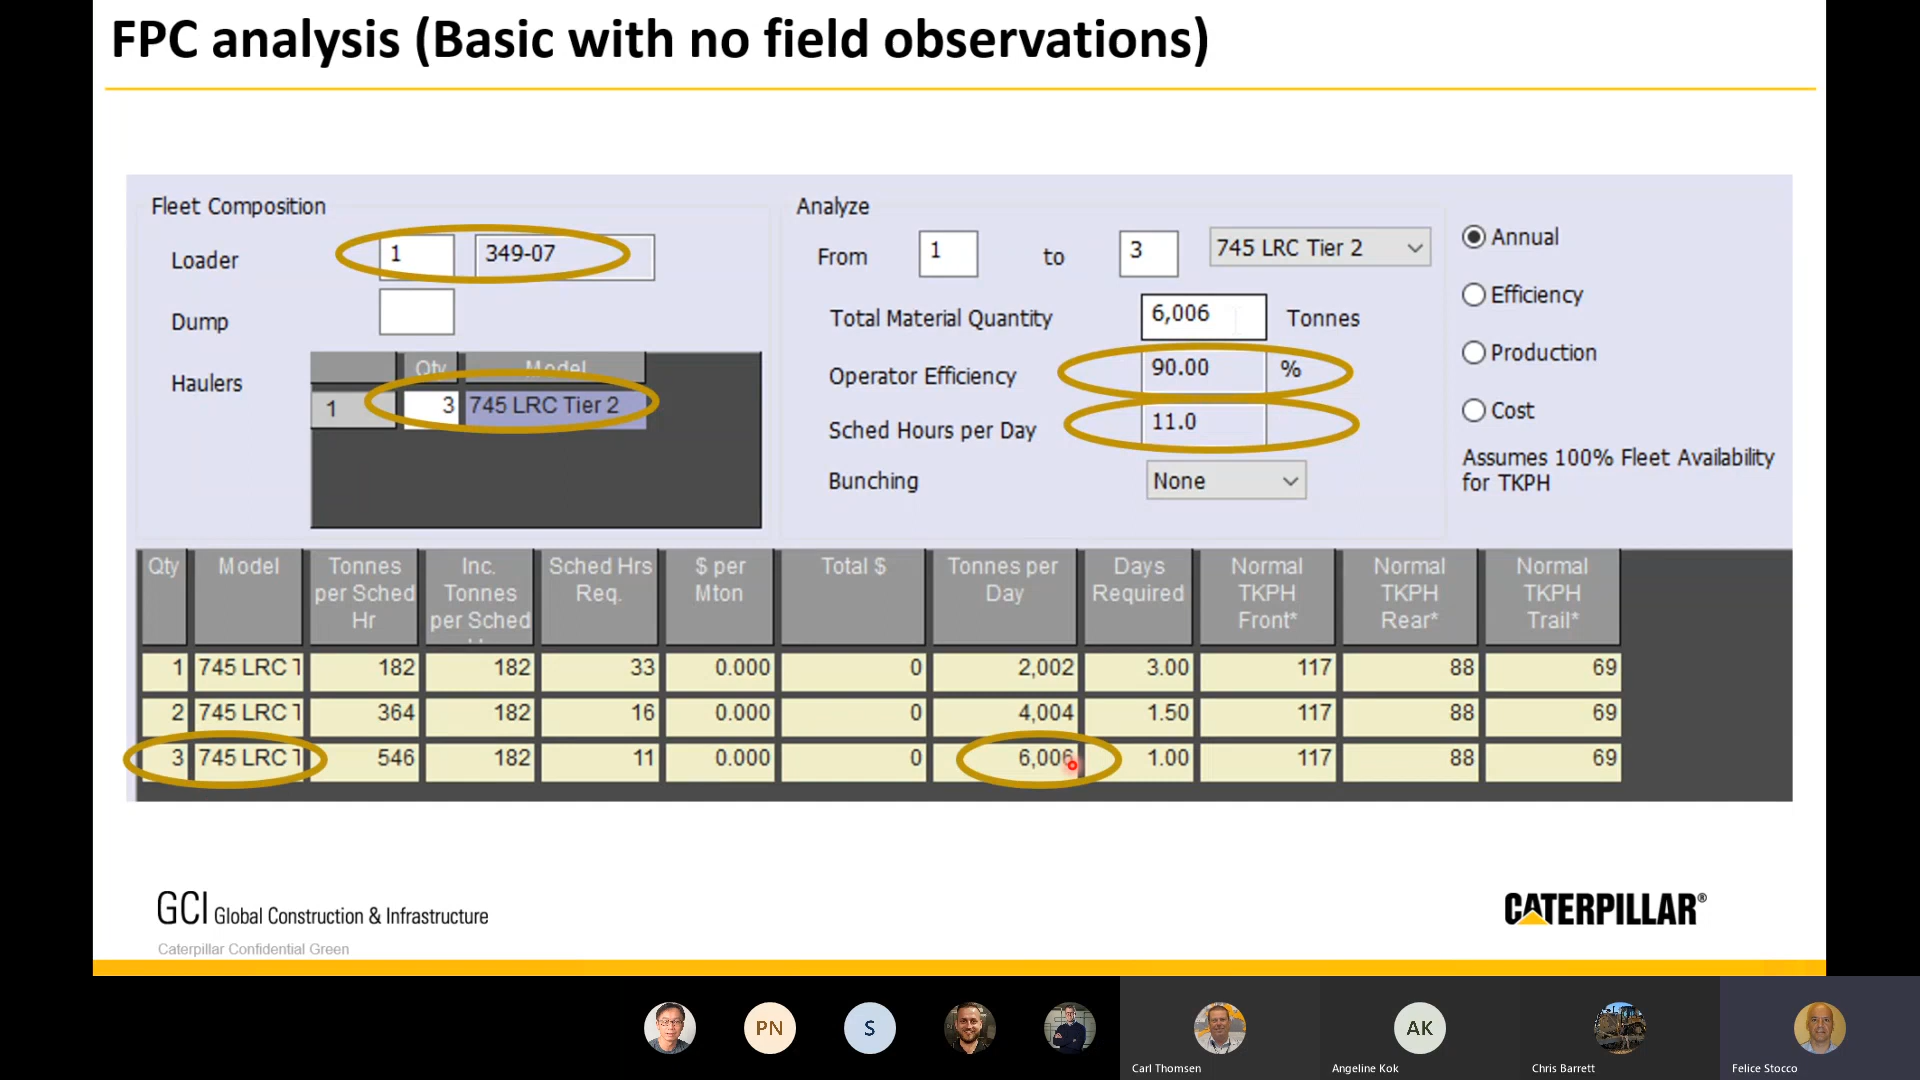 FPC analysis (Basic with no field observations)
Fleet Composition
Loader 1 349-07
Dump
Haulers
Qty Model
1 3 745 LRC Tier 2
Analyze
From 1 to 3 745 LRC Tier 2
Total Material Quantity 6,006 Tonnes
Operator Efficiency 90.00 %
Sched Hours per Day 11.0
Bunching None
Annual
Efficiency
Production
Cost
Assumes 100% Fleet Availability
for TKPH
Qty Model Tonnes per Sched Hr Inc. Tonnes per Sched Sched Hrs Req. $ per Mton Total $ Tonnes per Day Days Required Normal TKPH Front* Normal TKPH Rear* Normal TKPH Trail*
1 745 LRC T 182 182 33 0.000 0 2,002 3.00 117 88 69
2 745 LRC T 364 182 16 0.000 0 4,004 1.50 117 88 69
3 745 LRC T 546 182 11 0.000 0 6,006 1.00 117 88 69
GCI Global Construction & Infrastructure
Caterpillar Confidential Green
CATERPILLAR®
PN
S
Carl Thomsen
AK
Angeline Kok
Chris Barrett
Felice Stocco